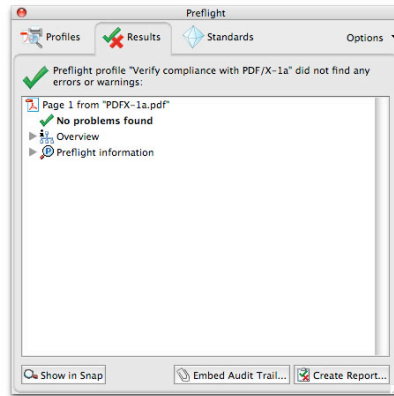 Preflight
Profiles
Results
Standards
Options
Preflight profile "Verify compliance with PDF/X-1a" did not find any
errors or warnings:
Page 1 from "PDFX-1a.pdf"
No problems found
Overview
Preflight information
Show in Snap
Embed Audit Trail...
Create Report...